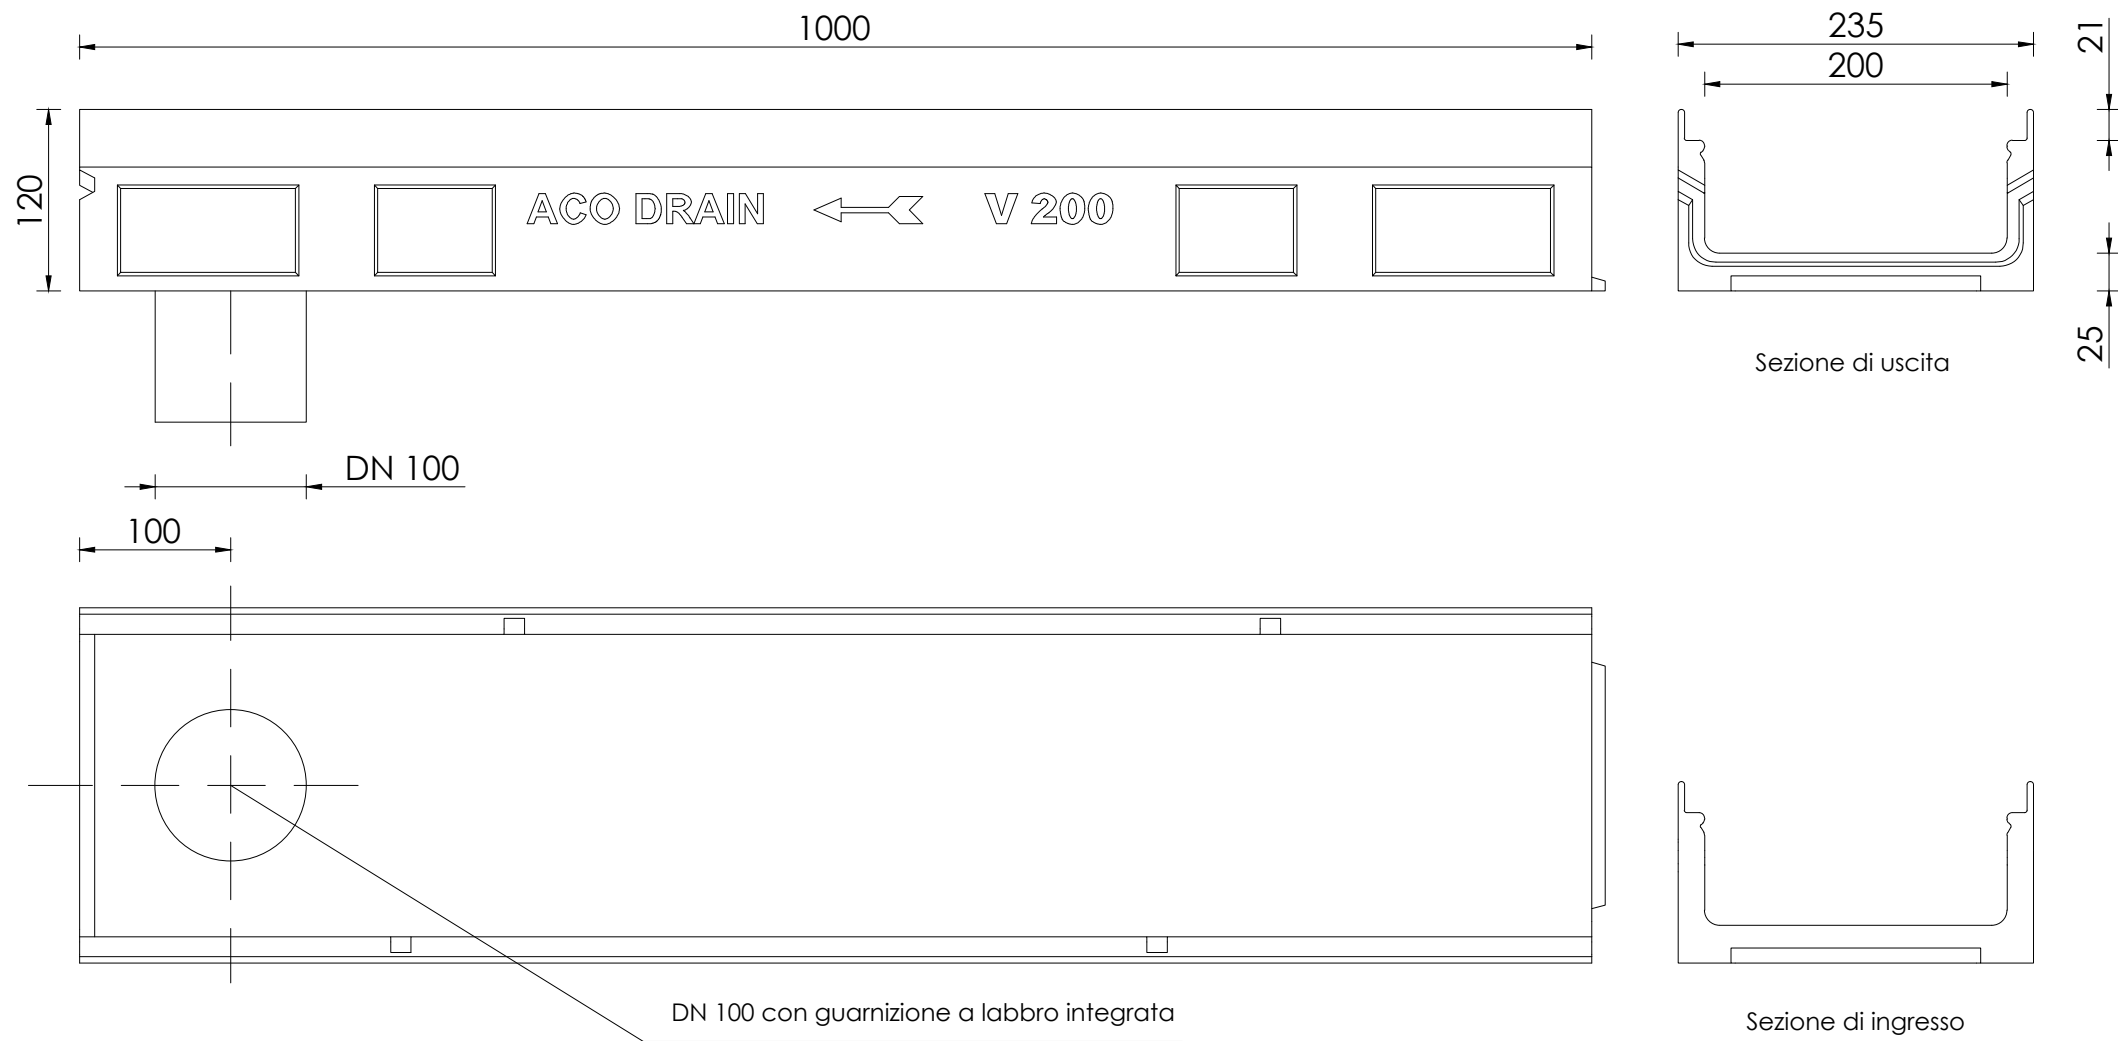 1000
235
200
21
120
ACO DRAIN
V 200
25
Sezione di uscita
DN 100
100
DN 100 con guarnizione a labbro integrata
Sezione di ingresso